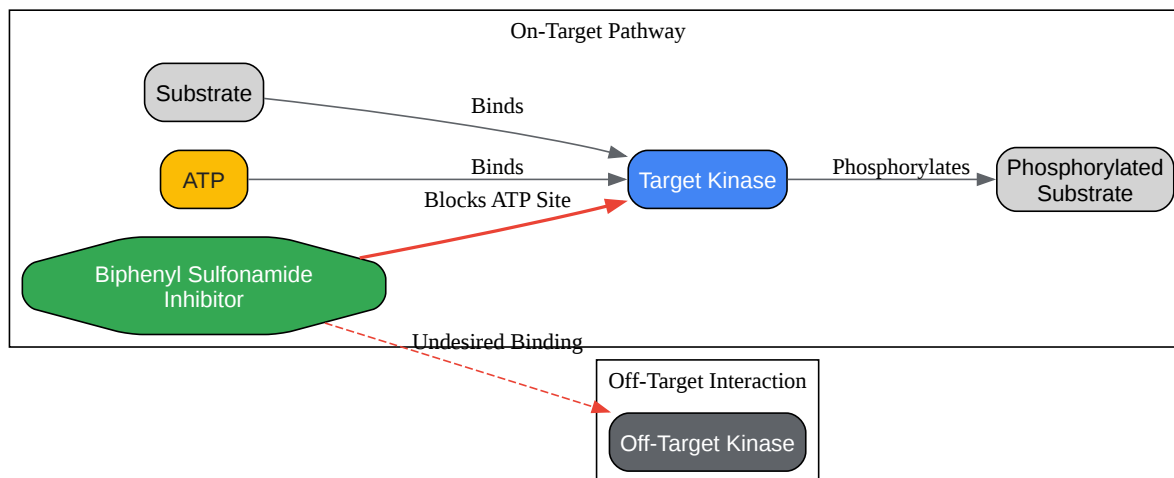 On-Target Pathway
Substrate
Binds
ATP
Binds
Target Kinase
Phosphorylates
Phosphorylated
Substrate
Blocks ATP Site
Biphenyl Sulfonamide
Inhibitor
Undesired Binding
Off-Target Interaction
Off-Target Kinase